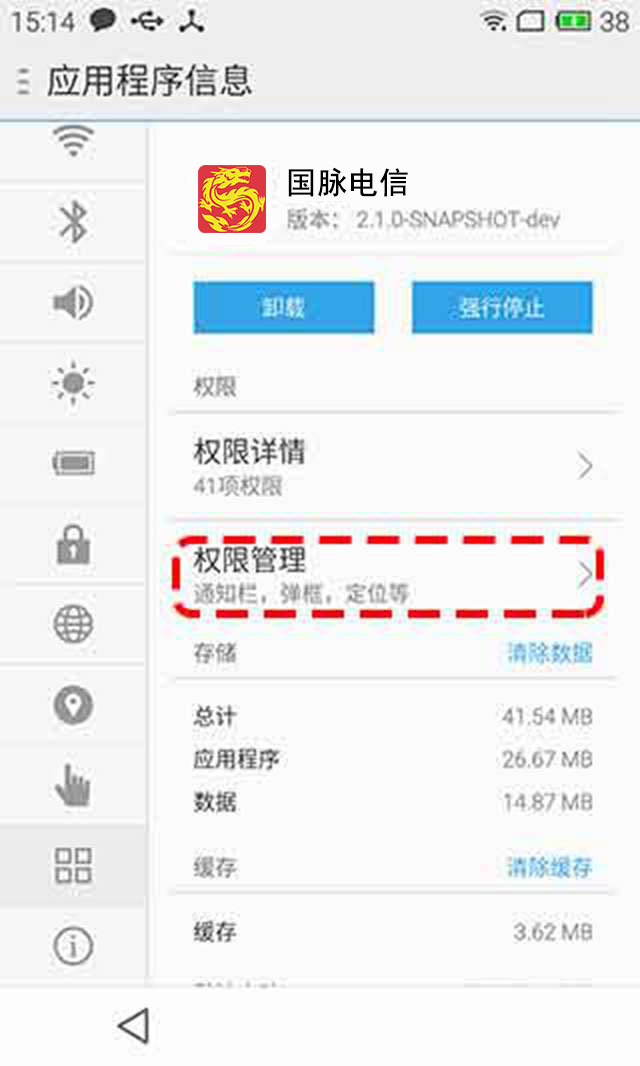 15:14
38
应用程序信息
国脉电信
版本： 2.1.0-SNAPSHOT-dev
卸载
强行停止
权限
权限详情
41项权限
权限管理
通知栏，弹框，定位等
存储
清除数据
总计
41.54 MB
应用程序
26.67 MB
数据
14.87 MB
缓存
清除缓存
缓存
3.62 MB